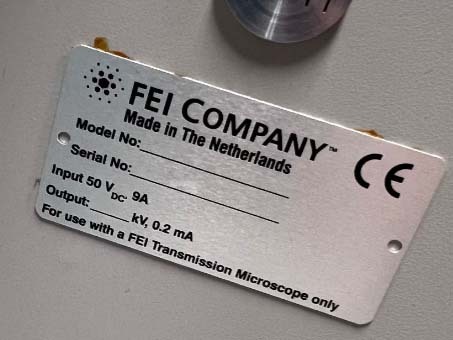 FEI COMPANY™
Made in The Netherlands
CE
Model No:
Serial No:
Input 50 VDC 9A
Output:_____ kV, 0.2 mA
For use with a FEI Transmission Microscope only